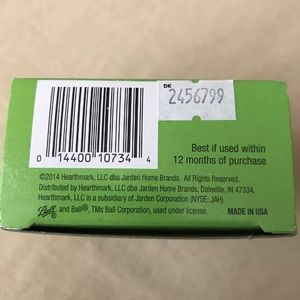 DK
2456799
0 14400 10734 4
Best if used within
12 months of purchase
©2014 Hearthmark, LLC dba Jarden Home Brands. All Rights Reserved.
Distributed by Hearthmark, LLC dba Jarden Home Brands, Daleville, IN 47334.
Hearthmark, LLC is a subsidiary of Jarden Corporation (NYSE: JAH).
Ball and Ball®, TMs Ball Corporation, used under license. MADE IN USA